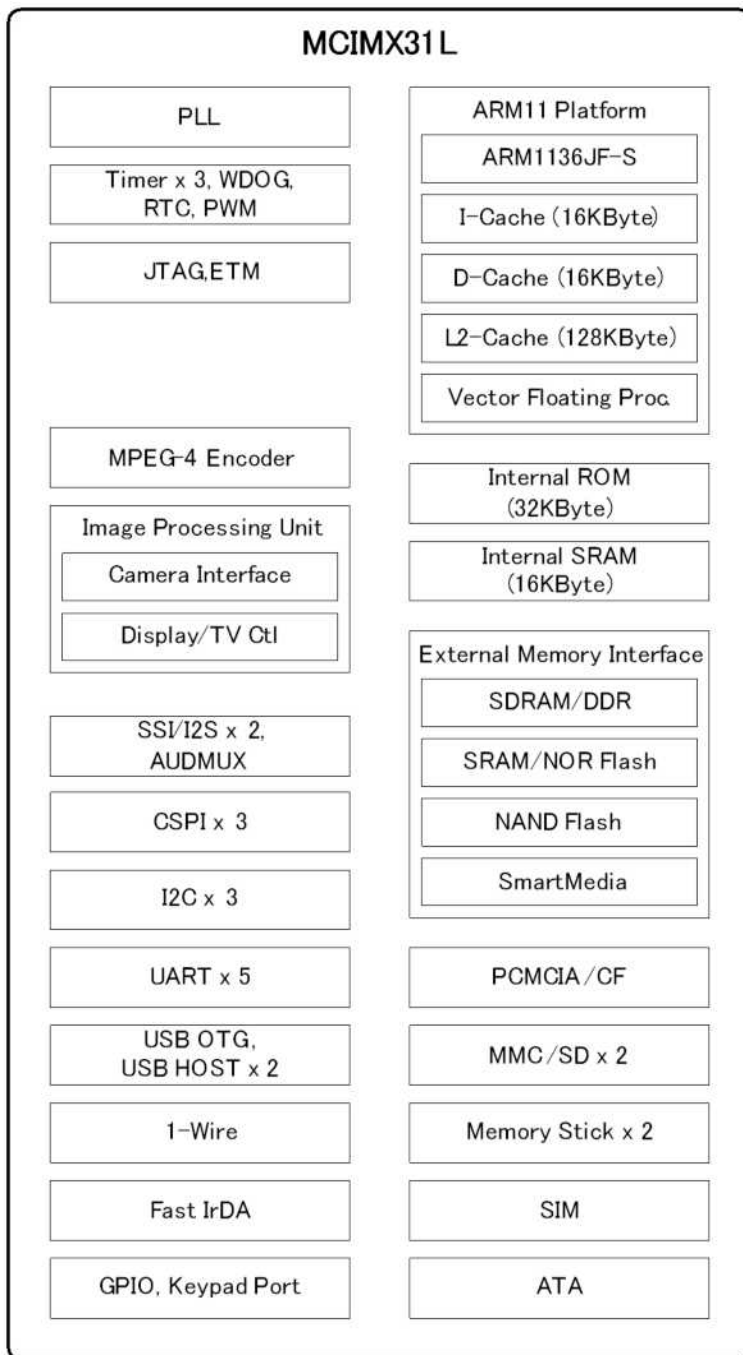 MCIMX31L
PLL
Timer x 3, WDOG,
RTC, PWM
JTAG,ETM
MPEG-4 Encoder
Image Processing Unit
Camera Interface
Display/TV Ctl
SSI/I2S x 2,
AUDMUX
CSPI x 3
I2C x 3
UART x 5
USB OTG,
USB HOST x 2
1-Wire
Fast IrDA
GPIO, Keypad Port
ARM11 Platform
ARM1136JF-S
I-Cache (16KByte)
D-Cache (16KByte)
L2-Cache (128KByte)
Vector Floating Proc.
Internal ROM
(32KByte)
Internal SRAM
(16KByte)
External Memory Interface
SDRAM/DDR
SRAM/NOR Flash
NAND Flash
SmartMedia
PCMCIA/CF
MMC/SD x 2
Memory Stick x 2
SIM
ATA